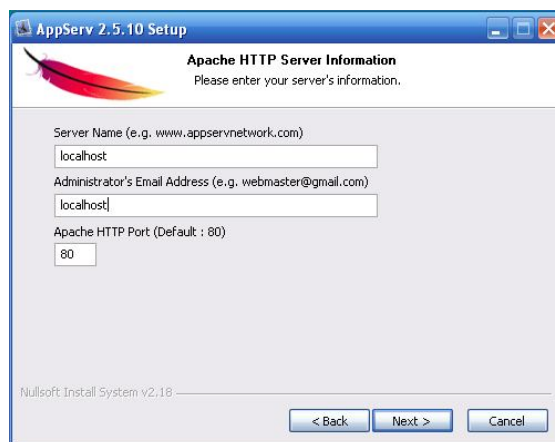 AppServ 2.5.10 Setup
Apache HTTP Server Information
Please enter your server's information.
Server Name (e.g. www.appservnetwork.com)
localhost
Administrator's Email Address (e.g. webmaster@gmail.com)
localhost
Apache HTTP Port (Default : 80)
80
Nullsoft Install System v2.18
< Back Next > Cancel